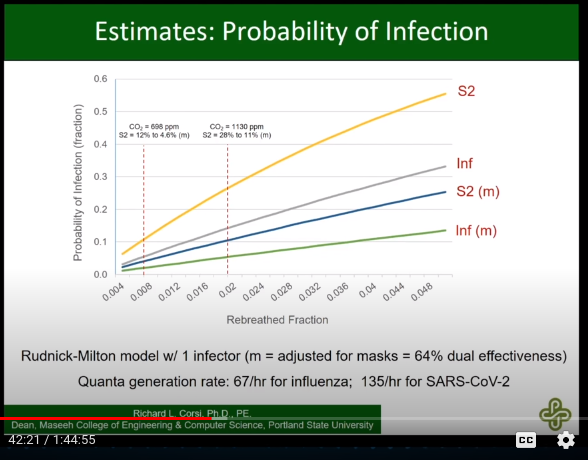 Estimates: Probability of Infection
0.6
0.5
0.4
0.3
0.2
0.1
0.0
Probability of Infection (fraction)
CO₂ = 698 ppm
S2 = 12% to 4.6% (m)
CO₂ = 1130 ppm
S2 = 28% to 11% (m)
S2
Inf
S2 (m)
Inf (m)
0.004
0.008
0.012
0.016
0.02
0.024
0.028
0.032
0.036
0.04
0.044
0.048
Rebreathed Fraction
Rudnick-Milton model w/ 1 infector (m = adjusted for masks = 64% dual effectiveness)
Quanta generation rate: 67/hr for influenza; 135/hr for SARS-CoV-2
Richard L. Corsi, Ph.D., PE,
Dean, Maseeh College of Engineering & Computer Science, Portland State University
42:21 / 1:44:55
CC